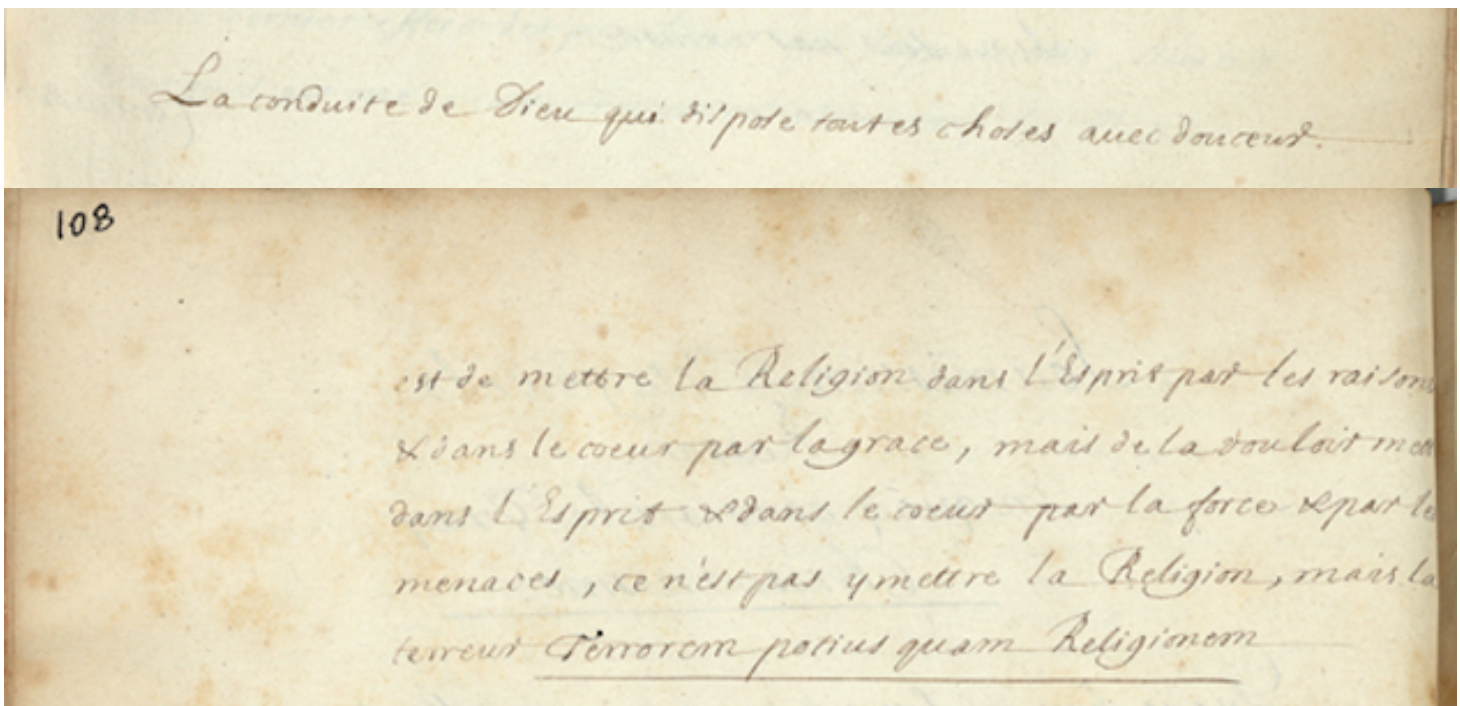 La conduite de Dieu qui dispose toutes choses avec douceur.
108
est de mettre la Religion dans l'Esprit par les raisons
& dans le coeur par la grace, mais de la vouloir mett
dans l'Esprit & dans le coeur par la force & par le
menaces, ce n'est pas y mettre la Religion, mais la
terreur Terrorem potius quam Religionem